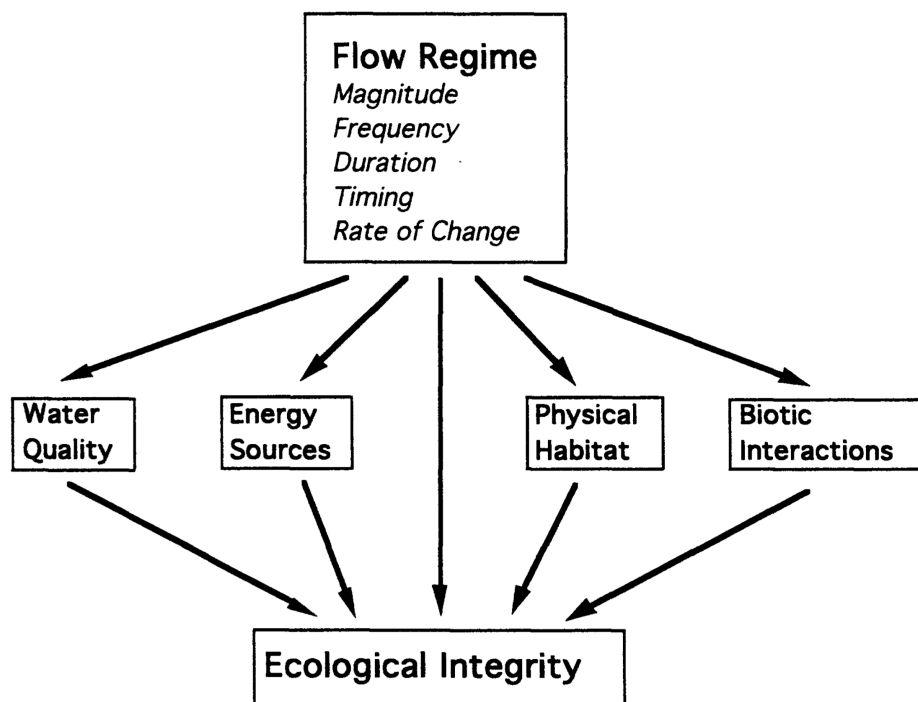 Flow Regime
Magnitude
Frequency
Duration
Timing
Rate of Change
Water
Quality
Energy
Sources
Physical
Habitat
Biotic
Interactions
Ecological Integrity